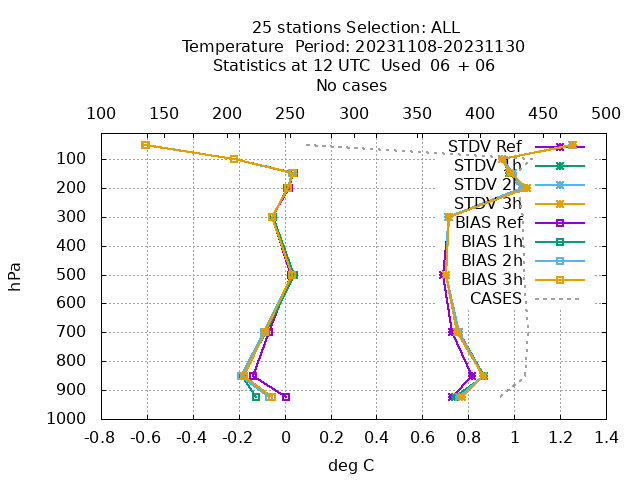 25 stations Selection: ALL
Temperature  Period: 20231108-20231130
Statistics at 12 UTC  Used  06 + 06
No cases
100 150 200 250 300 350 400 450 500
STDV Ref
STDV 1h
STDV 2h
STDV 3h
BIAS Ref
BIAS 1h
BIAS 2h
BIAS 3h
CASES
hPa
100
200
300
400
500
600
700
800
900
1000
-0.8 -0.6 -0.4 -0.2 0 0.2 0.4 0.6 0.8 1 1.2 1.4
deg C